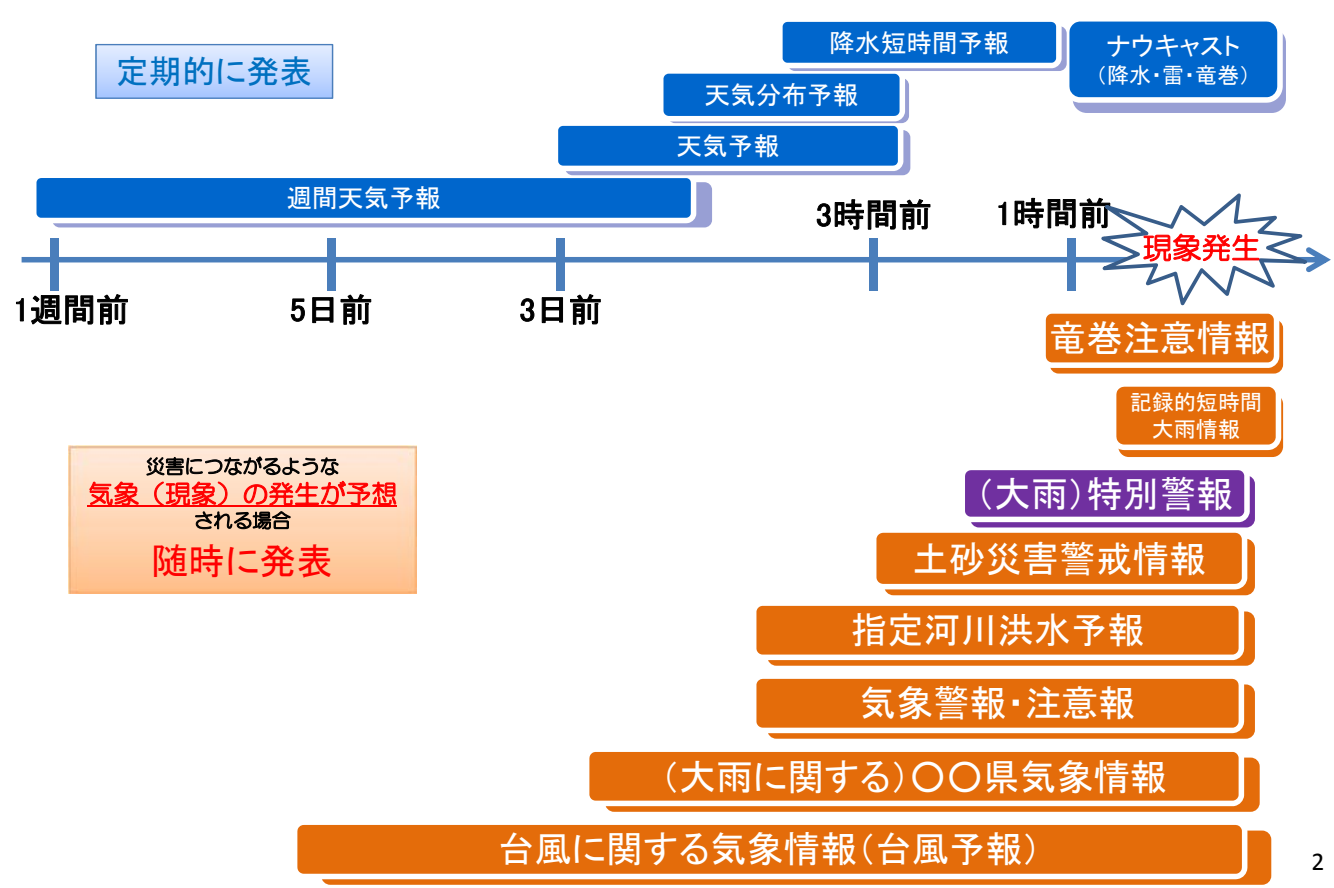 定期的に発表
降水短時間予報
ナウキャスト
（降水・雷・竜巻）
天気分布予報
天気予報
週間天気予報
3時間前
1時間前
現象発生
1週間前
5日前
3日前
竜巻注意情報
記録的短時間
大雨情報
災害につながるような
気象（現象）の発生が予想
される場合
随時に発表
（大雨）特別警報
土砂災害警戒情報
指定河川洪水予報
気象警報・注意報
（大雨に関する）〇〇県気象情報
台風に関する気象情報（台風予報）
2